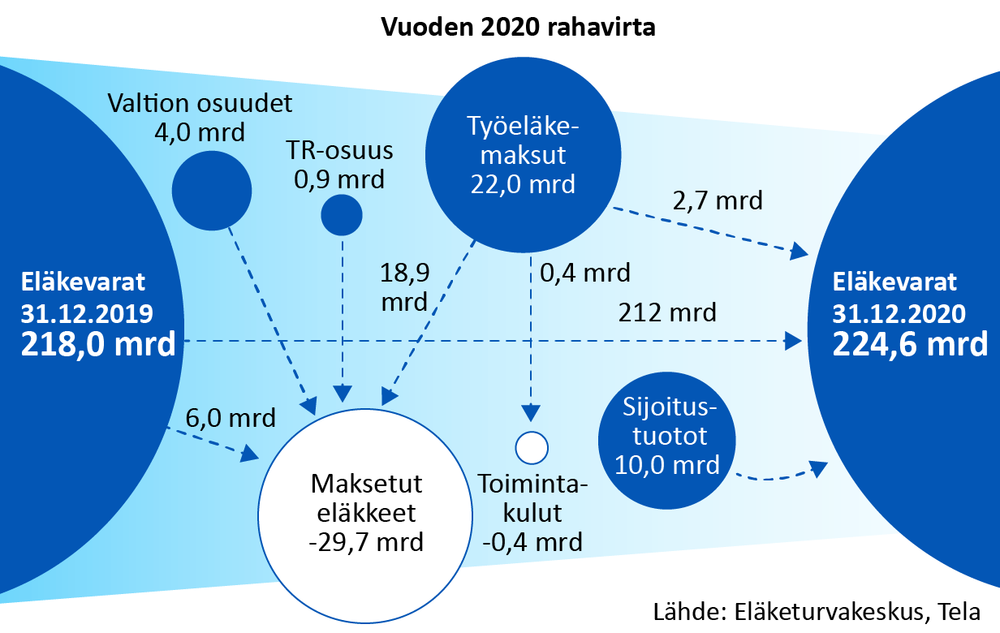 Vuoden 2020 rahavirta
Valtion osuudet
4,0 mrd
TR-osuus
0,9 mrd
Työeläke-
maksut
22,0 mrd
2,7 mrd
18,9
mrd
0,4 mrd
Eläkevarat
31.12.2019
218,0 mrd
212 mrd
Eläkevarat
31.12.2020
224,6 mrd
6,0 mrd
Sijoitus-
tuotot
10,0 mrd
Maksetut
eläkkeet
-29,7 mrd
Toiminta-
kulut
-0,4 mrd
Lähde: Eläketurvakeskus, Tela